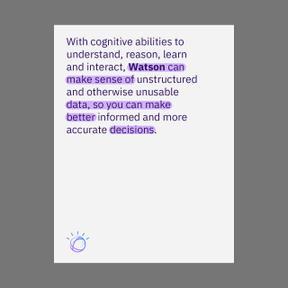 With cognitive abilities to
understand, reason, learn
and interact, Watson can
make sense of unstructured
and otherwise unusable
data, so you can make
better informed and more
accurate decisions.